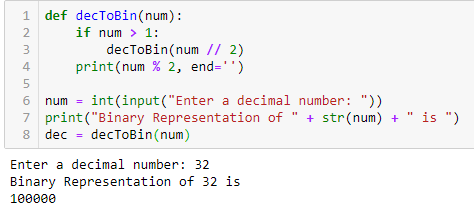 1 def decToBin(num):
2     if num > 1:
3         decToBin(num // 2)
4     print(num % 2, end='')
5
6 num = int(input("Enter a decimal number: "))
7 print("Binary Representation of " + str(num) + " is ")
8 dec = decToBin(num)
Enter a decimal number: 32
Binary Representation of 32 is
100000